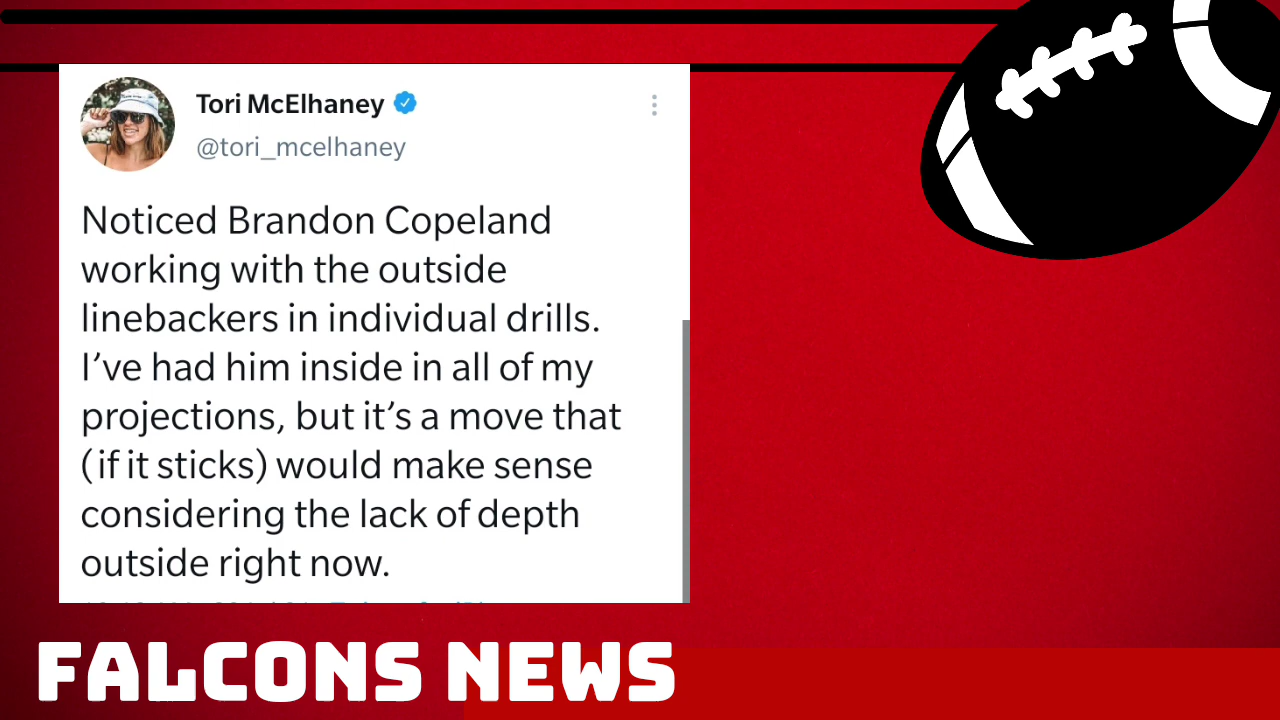 Tori McElhaney
@tori_mcelhaney
Noticed Brandon Copeland
working with the outside
linebackers in individual drills.
I’ve had him inside in all of my
projections, but it’s a move that
(if it sticks) would make sense
considering the lack of depth
outside right now.
FALCONS NEWS